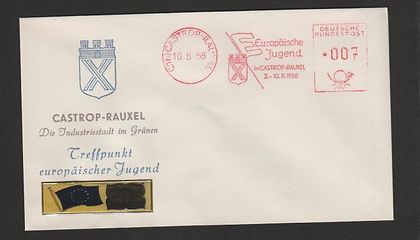 CASTROP-RAUXEL
Die Industriestadt im Grünen
Treffpunkt
europäischer Jugend
CASTROP-RAUXEL
10.8.58
Europäische
Jugend
in CASTROP-RAUXEL
3.-10.8.1958
DEUTSCHE
BUNDESPOST
007